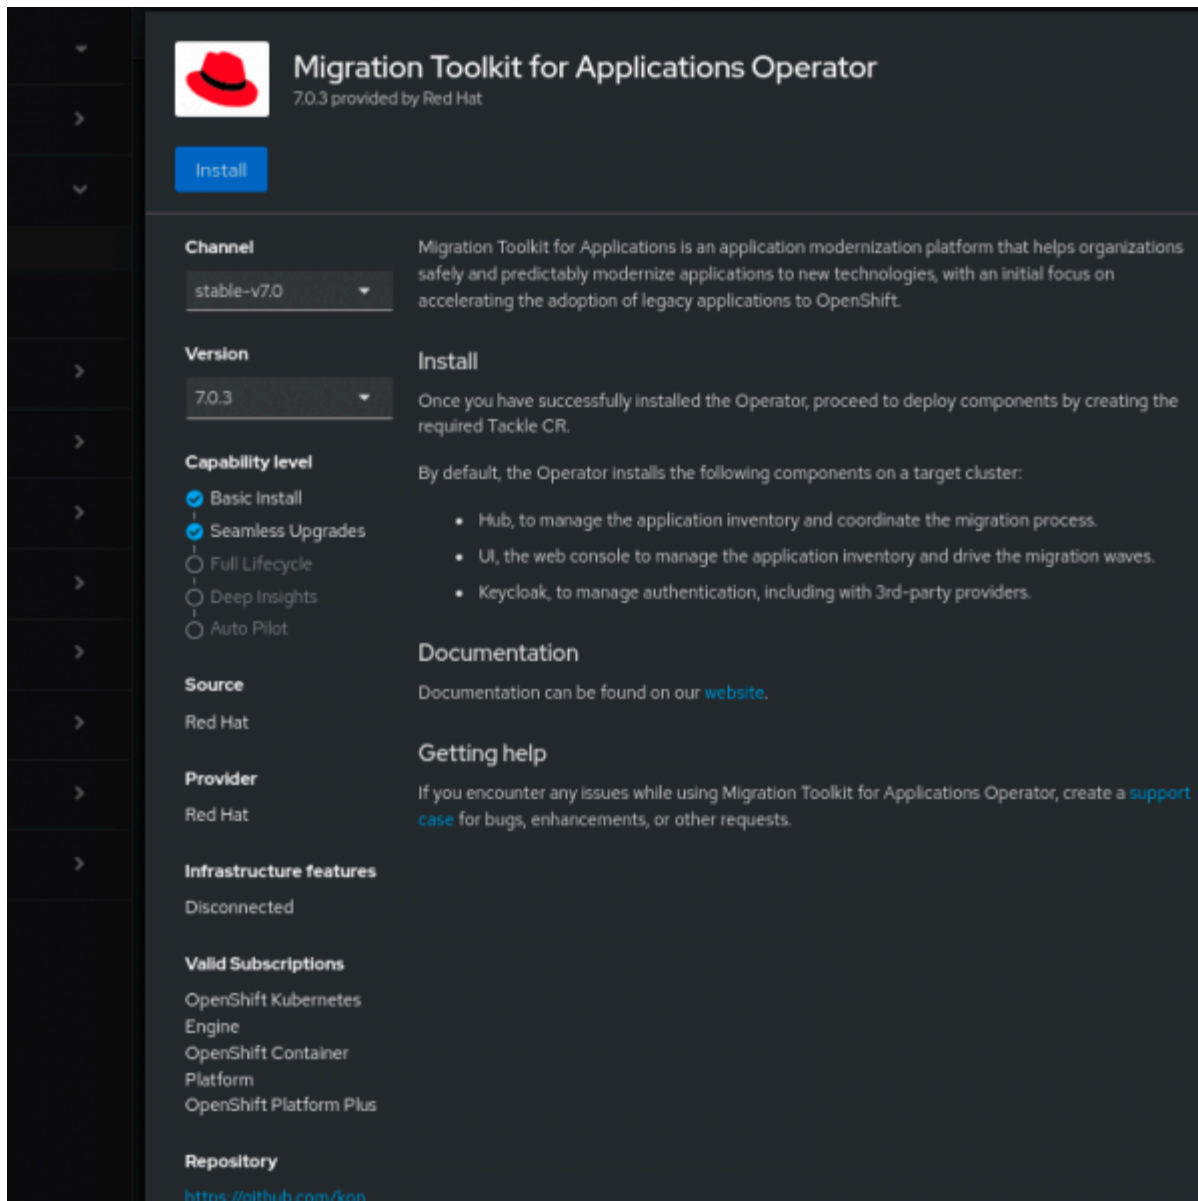 Migration Toolkit for Applications Operator
7.0.3 provided by Red Hat
Install
Channel
stable-v7.0
Version
7.0.3
Capability level
Basic Install
Seamless Upgrades
Full Lifecycle
Deep Insights
Auto Pilot
Source
Red Hat
Provider
Red Hat
Infrastructure features
Disconnected
Valid Subscriptions
OpenShift Kubernetes
Engine
OpenShift Container
Platform
OpenShift Platform Plus
Repository
https://github.com/kon
Migration Toolkit for Applications is an application modernization platform that helps organizations
safely and predictably modernize applications to new technologies, with an initial focus on
accelerating the adoption of legacy applications to OpenShift.
Install
Once you have successfully installed the Operator, proceed to deploy components by creating the
required Tackle CR.
By default, the Operator installs the following components on a target cluster:
• Hub, to manage the application inventory and coordinate the migration process.
• UI, the web console to manage the application inventory and drive the migration waves.
• Keycloak, to manage authentication, including with 3rd-party providers.
Documentation
Documentation can be found on our website.
Getting help
If you encounter any issues while using Migration Toolkit for Applications Operator, create a support
case for bugs, enhancements, or other requests.